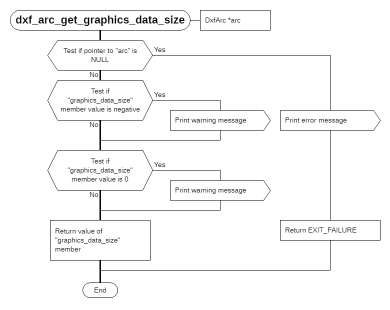 dxf_arc_get_graphics_data_size
DxfArc *arc
Test if pointer to "arc" is
NULL
Yes
No
Test if
"graphics_data_size"
member value is negative
Yes
No
Print warning message
Print error message
Test if
"graphics_data_size"
member value is 0
Yes
No
Print warning message
Return value of
"graphics_data_size"
member
Return EXIT_FAILURE
End